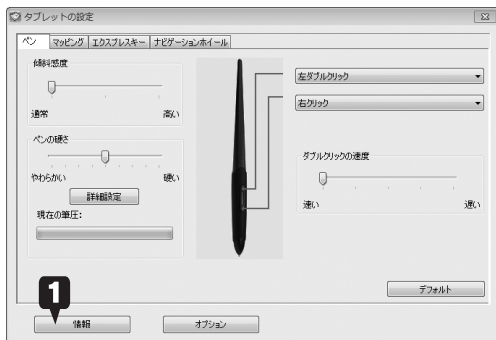 タブレットの設定
ペン マッピング エクスプレスキー ナビゲーションホイール
傾斜感度
通常 高い
ペンの硬さ
やわらかい 硬い
詳細設定
現在の筆圧:
左ダブルクリック
右クリック
ダブルクリックの速度
速い 遅い
デフォルト
1
情報 オプション